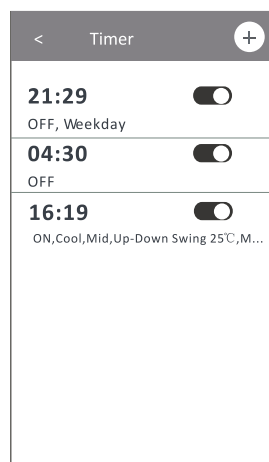 < Timer +
21:29
OFF, Weekday
04:30
OFF
16:19
ON,Cool,Mid,Up-Down Swing 25℃,M...